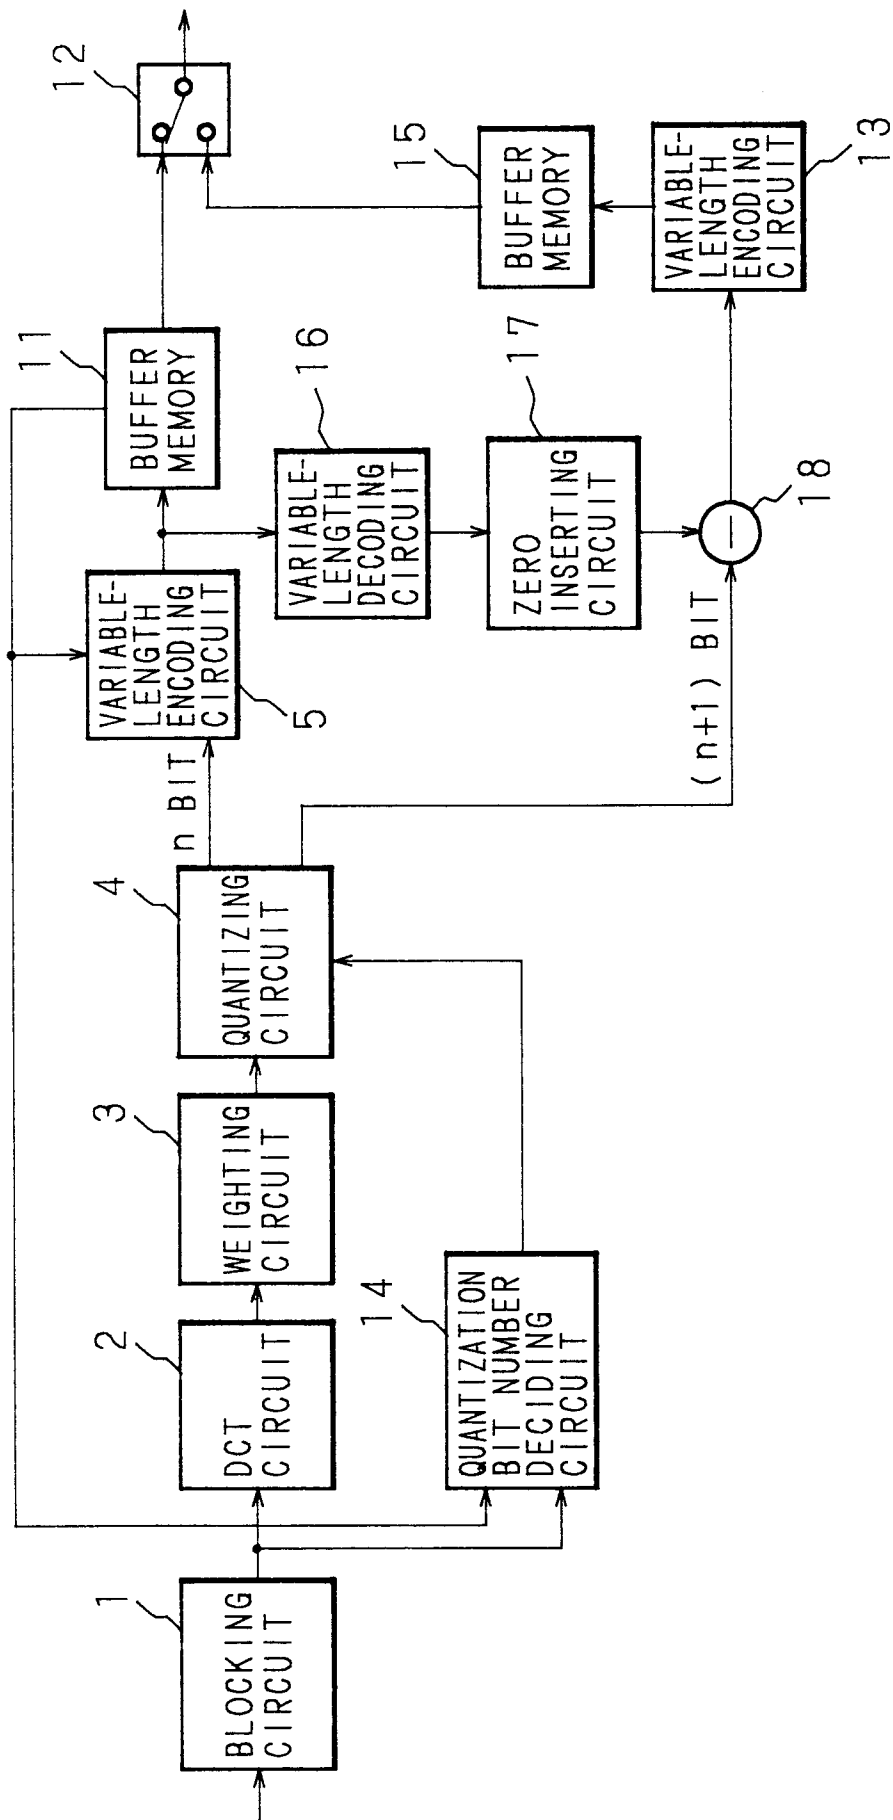 1
BLOCKING
CIRCUIT
2
DCT
CIRCUIT
3
WEIGHTING
CIRCUIT
4
QUANTIZING
CIRCUIT
14
QUANTIZATION
BIT NUMBER
DECIDING
CIRCUIT
n BIT
(n+1) BIT
VARIABLE-
LENGTH
ENCODING
CIRCUIT
5
11
BUFFER
MEMORY
12
16
VARIABLE-
LENGTH
DECODING
CIRCUIT
17
ZERO
INSERTING
CIRCUIT
18
15
BUFFER
MEMORY
VARIABLE-
LENGTH
ENCODING
CIRCUIT
13